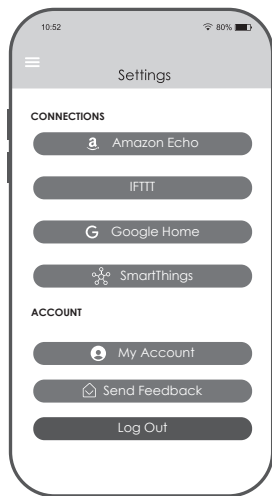 10:52 80%
Settings
CONNECTIONS
a Amazon Echo
IFTTT
G Google Home
SmartThings
ACCOUNT
My Account
Send Feedback
Log Out